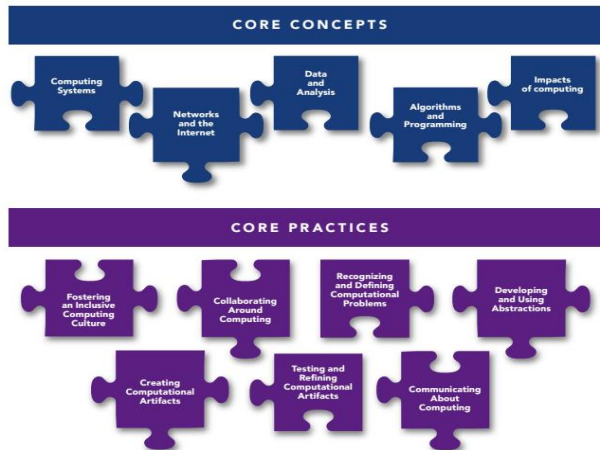 CORE CONCEPTS
Computing
Systems
Networks
and the
Internet
Data
and
Analysis
Algorithms
and
Programming
Impacts
of computing
CORE PRACTICES
Fostering
an Inclusive
Computing
Culture
Collaborating
Around
Computing
Recognizing
and Defining
Computational
Problems
Developing
and Using
Abstractions
Creating
Computational
Artifacts
Testing and
Refining
Computational
Artifacts
Communicating
About
Computing